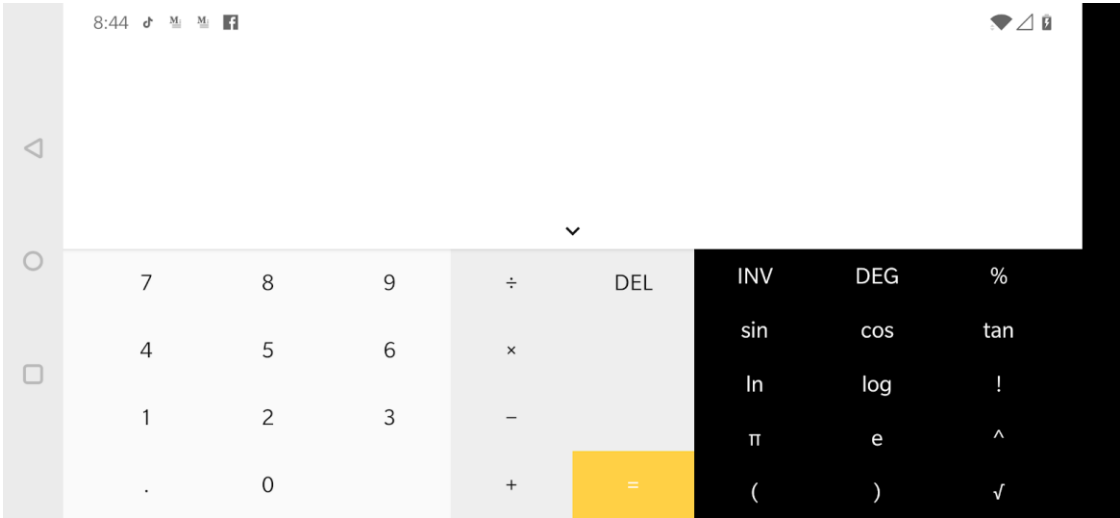 8:44
7 8 9 ÷ DEL INV DEG %
4 5 6 × sin cos tan
1 2 3 − ln log !
. 0 + = π e ^
( ) √